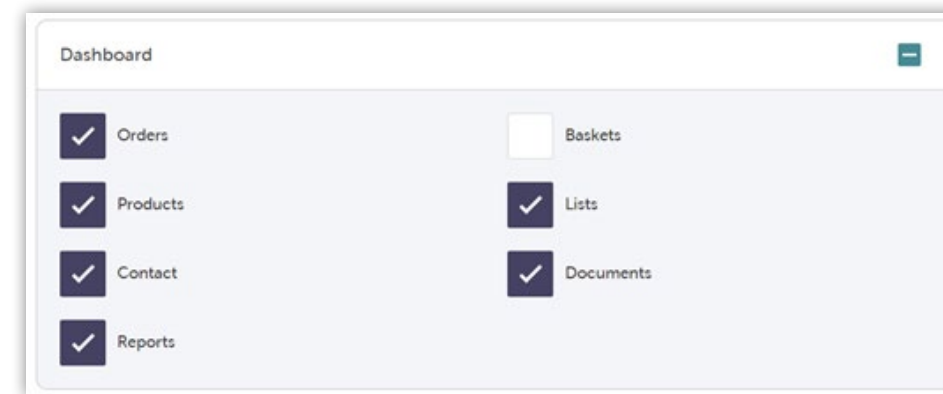 Dashboard
Orders
Baskets
Products
Lists
Contact
Documents
Reports